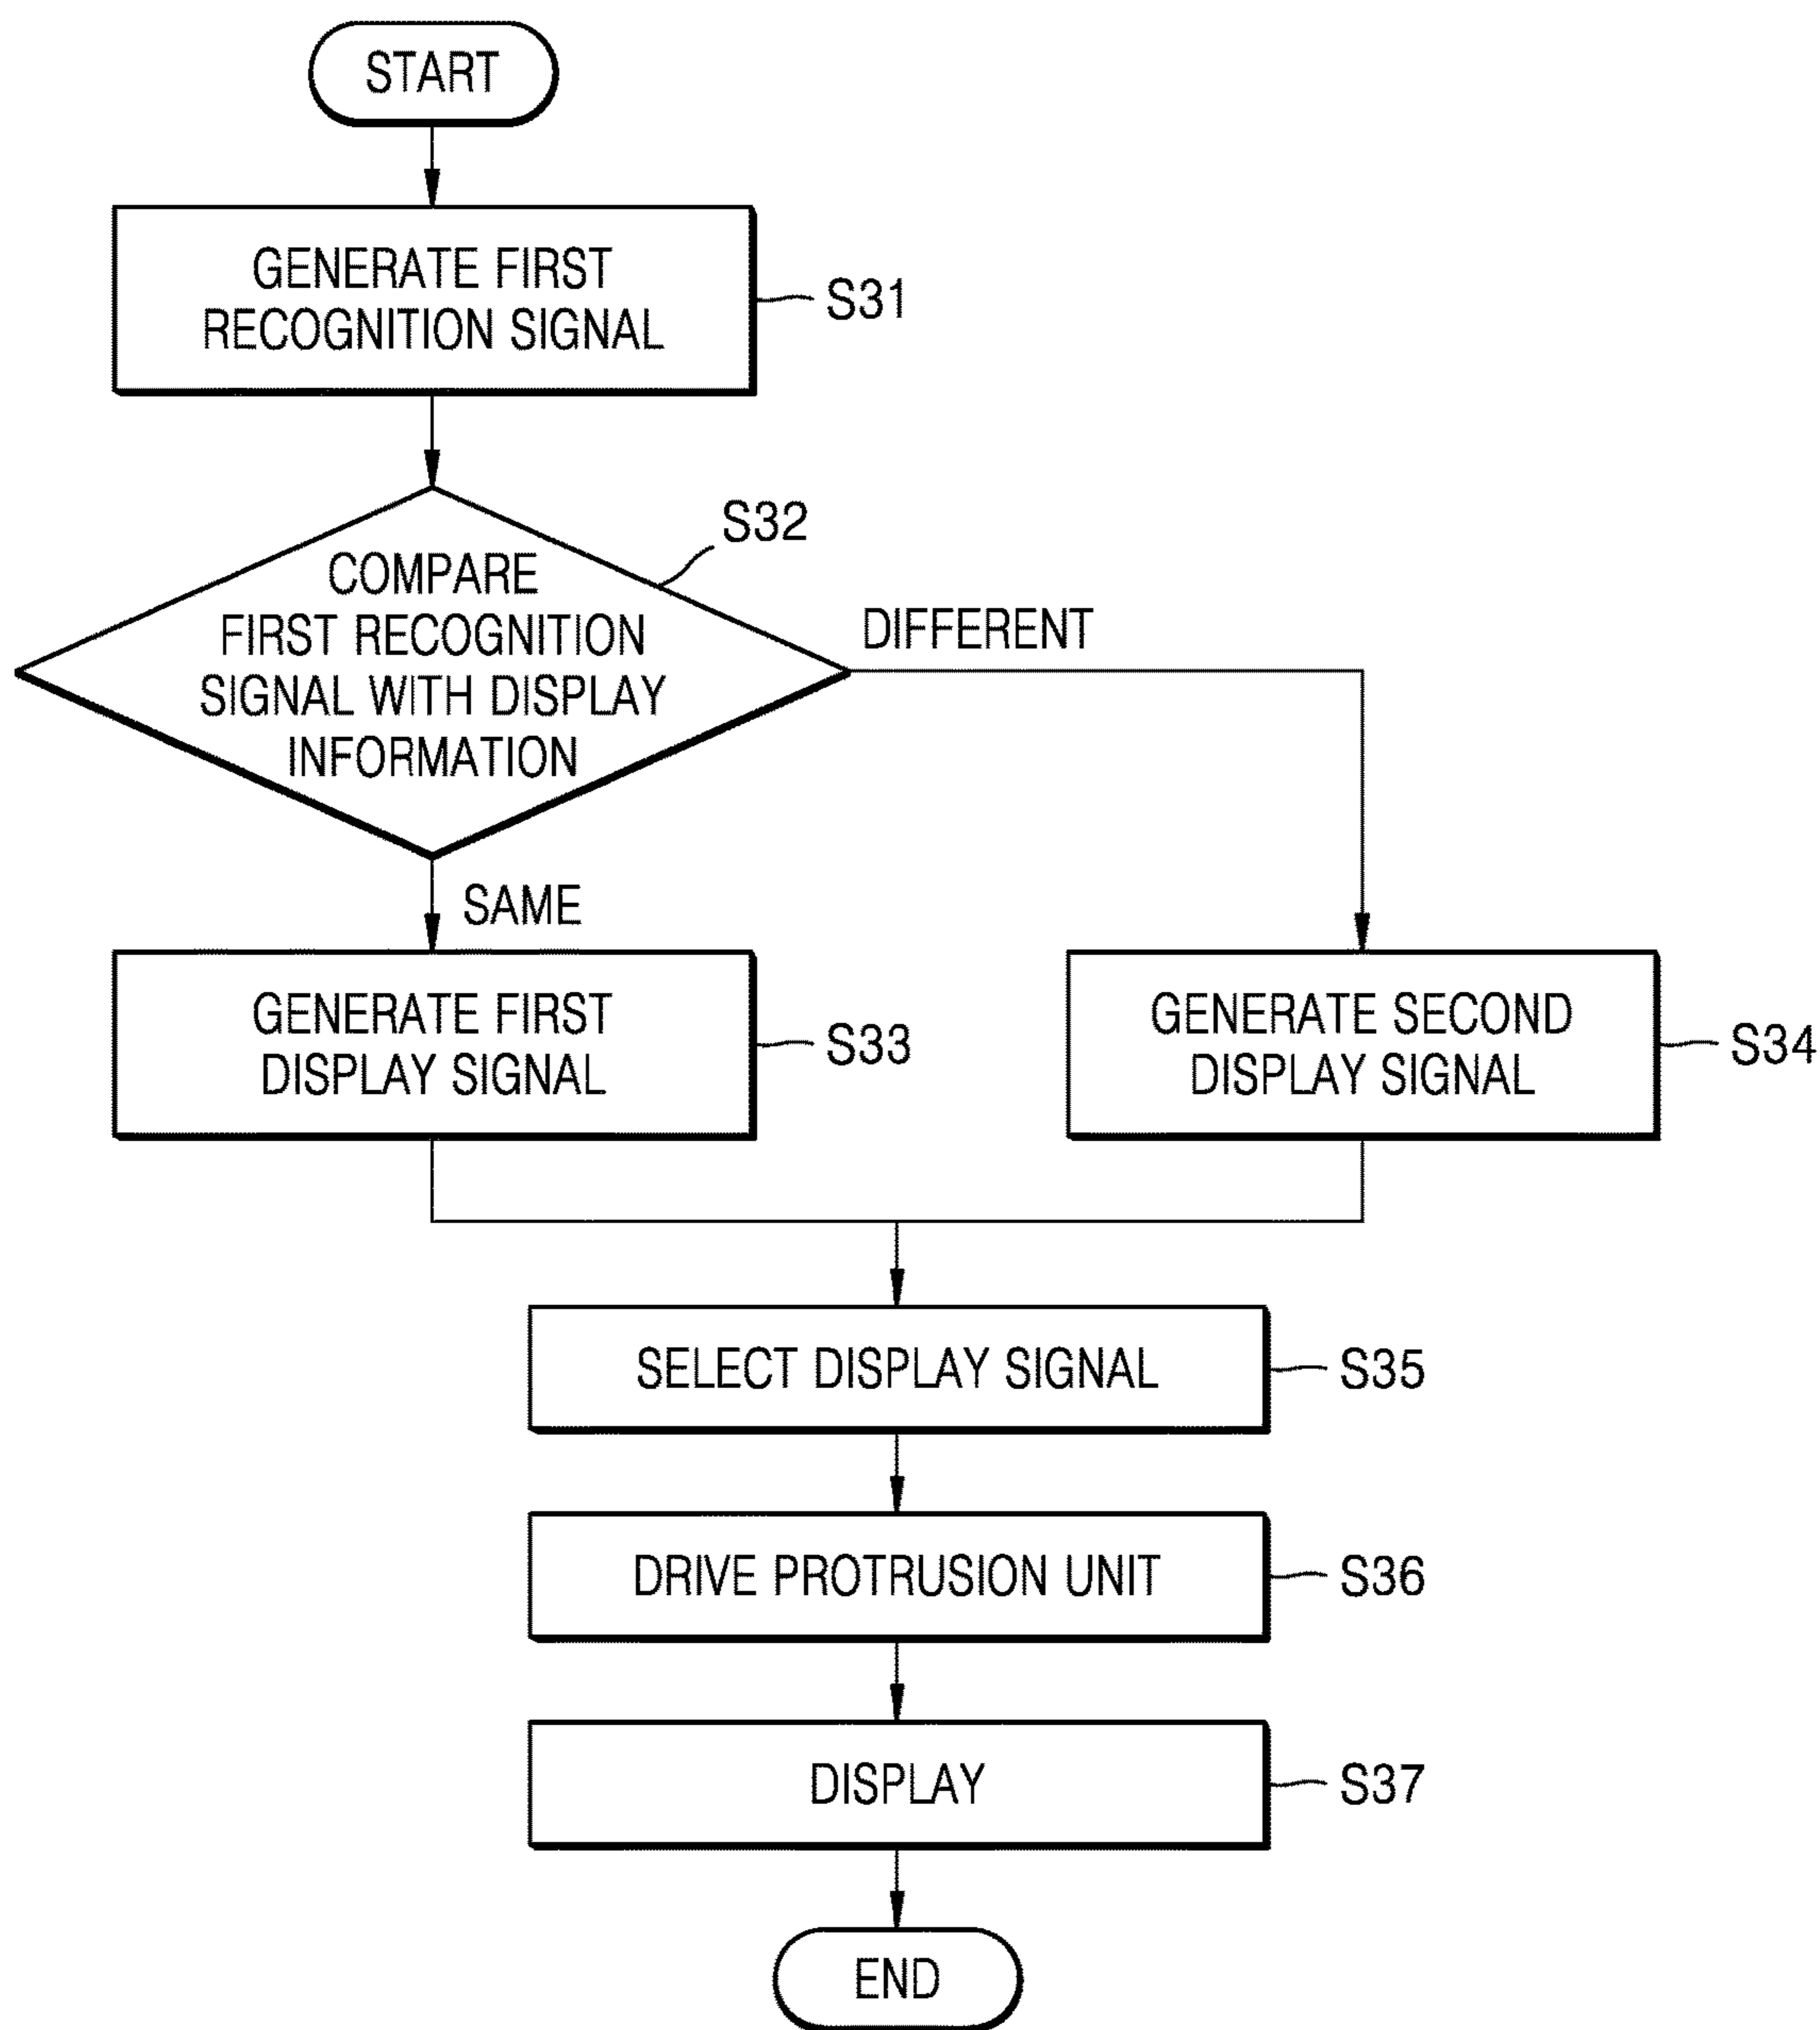 START
GENERATE FIRST
RECOGNITION SIGNAL
S31
S32
COMPARE
FIRST RECOGNITION
SIGNAL WITH DISPLAY
INFORMATION
DIFFERENT
SAME
GENERATE FIRST
DISPLAY SIGNAL
S33
GENERATE SECOND
DISPLAY SIGNAL
S34
SELECT DISPLAY SIGNAL
S35
DRIVE PROTRUSION UNIT
S36
DISPLAY
S37
END